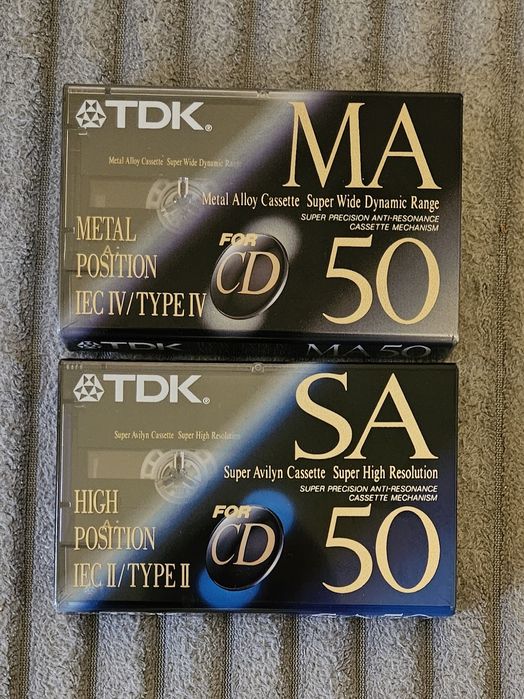 TDK
MA
Metal Alloy Cassette Super Wide Dynamic Range
Metal Alloy Cassette Super Wide Dynamic Range
SUPER PRECISION ANTI-RESONANCE
CASSETTE MECHANISM
METAL
POSITION
IEC IV/TYPE IV
FOR
CD
50
MA 50
TDK
SA
Super Avilyn Cassette Super High Resolution
Super Avilyn Cassette Super High Resolution
SUPER PRECISION ANTI-RESONANCE
CASSETTE MECHANISM
HIGH
POSITION
IEC II/TYPE II
FOR
CD
50